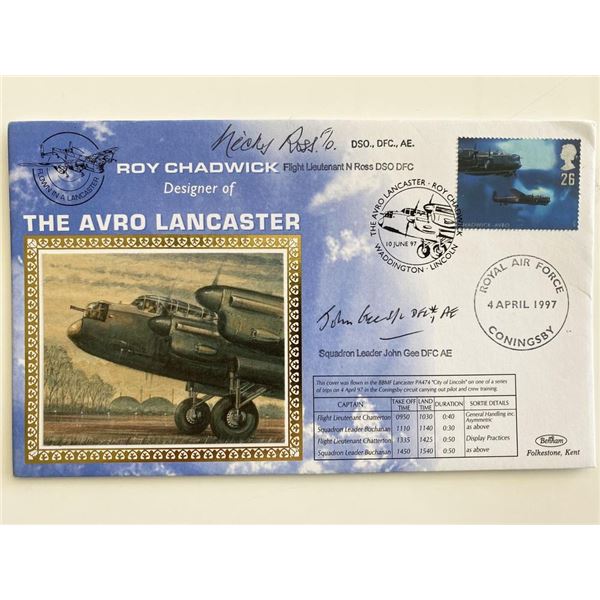 FLOWN IN A LANCASTER
ROY CHADWICK
Designer of
THE AVRO LANCASTER
Nicky Ross F/O. DSO., DFC., AE.
Flight Lieutenant N Ross DSO DFC
26
CHADWICK · AVRO
THE AVRO LANCASTER · ROY CHADWICK
10 JUNE 97
WADDINGTON · LINCOLN
ROYAL AIR FORCE
4 APRIL 1997
CONINGSBY
John Gee S/L DFC*, AE
Squadron Leader John Gee DFC AE
This cover was flown in the BBMF Lancaster PA474 "City of Lincoln" on one of a series
of trips on 4 April 97 in the Coningsby circuit on pilot and crew training.
CAPTAIN TAKE OFF TIME LAND TIME DURATION SORTIE DETAILS
Flight Lieutenant Chatterton 0950 1030 0:40 General Handling inc Asymmetric
Squadron Leader Buchanan 1110 1140 0:30 as above
Flight Lieutenant Chatterton 1335 1425 0:50 Display Practices
Squadron Leader Buchanan 1450 1540 0:50 as above
Benham
Folkestone, Kent